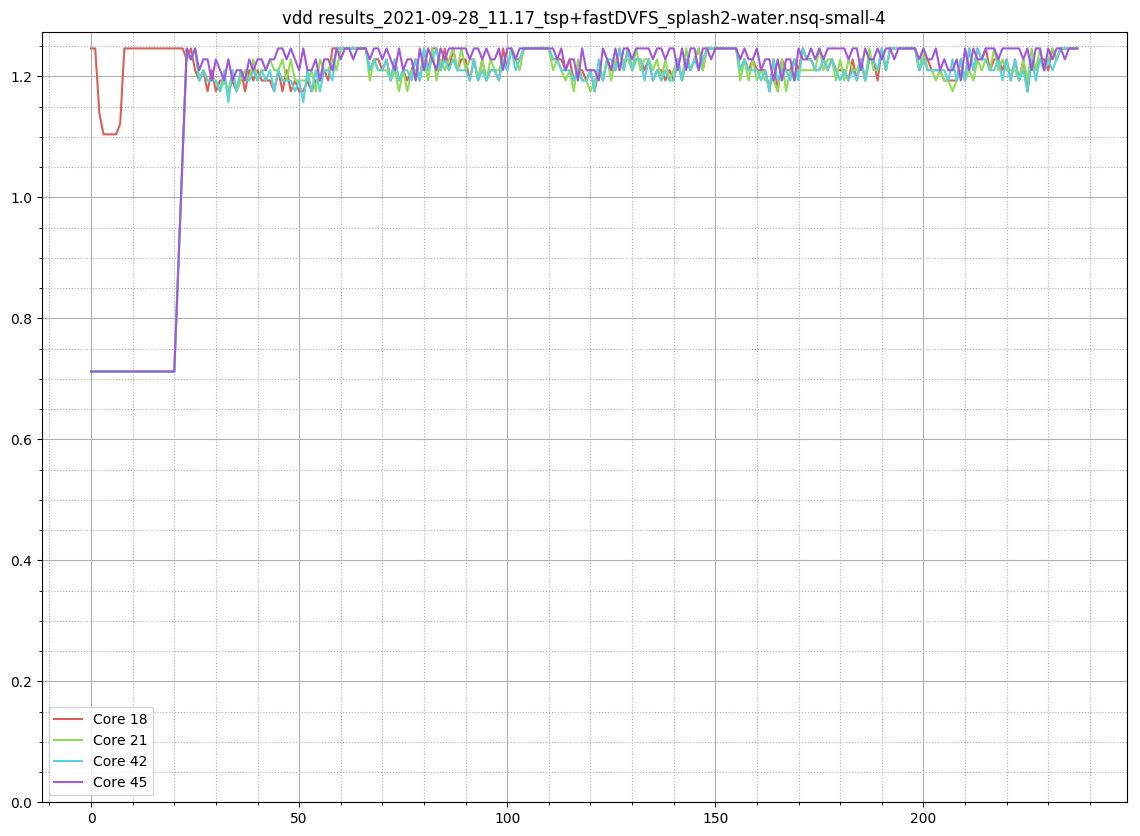 vdd results_2021-09-28_11.17_tsp+fastDVFS_splash2-water.nsq-small-4
1.2
1.0
0.8
0.6
0.4
0.2
0.0
Core 18
Core 21
Core 42
Core 45
0 50 100 150 200